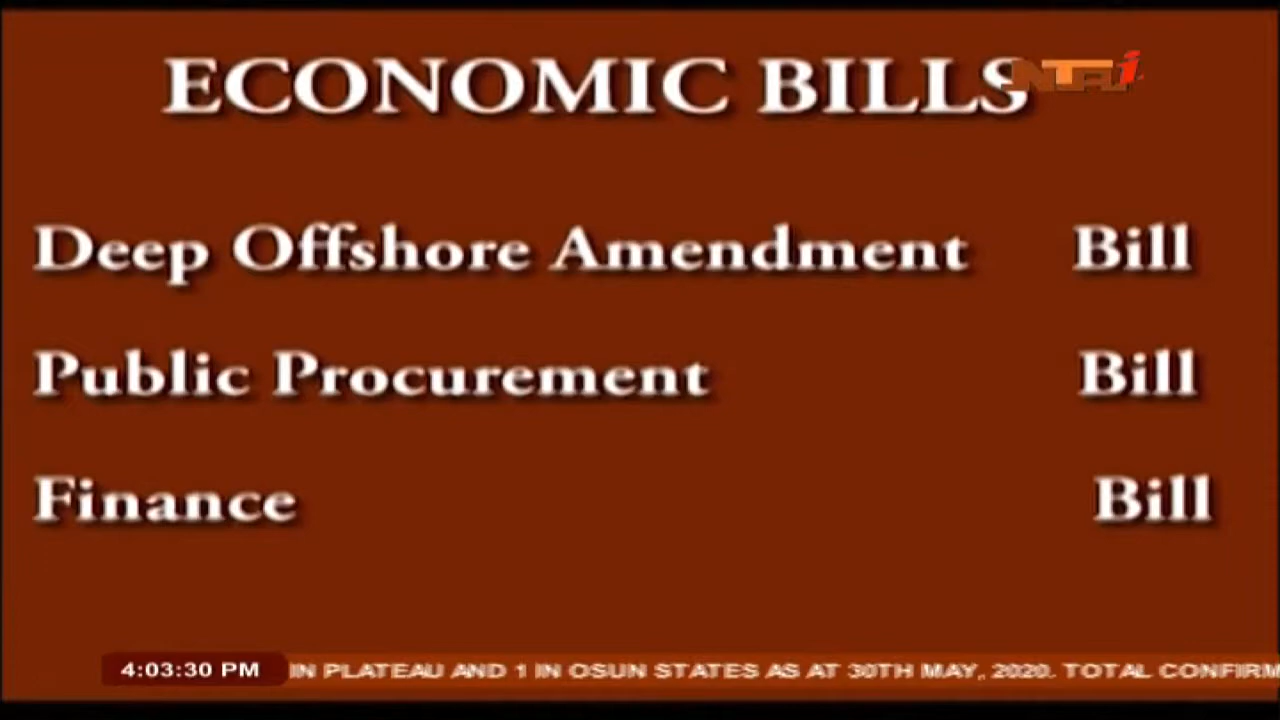 ECONOMIC BILLS
NTAi
Deep Offshore Amendment Bill
Public Procurement Bill
Finance Bill
4:03:30 PM IN PLATEAU AND 1 IN OSUN STATES AS AT 30TH MAY, 2020. TOTAL CONFIRM